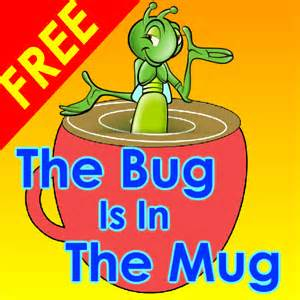 FREE
The Bug
Is In
The Mug